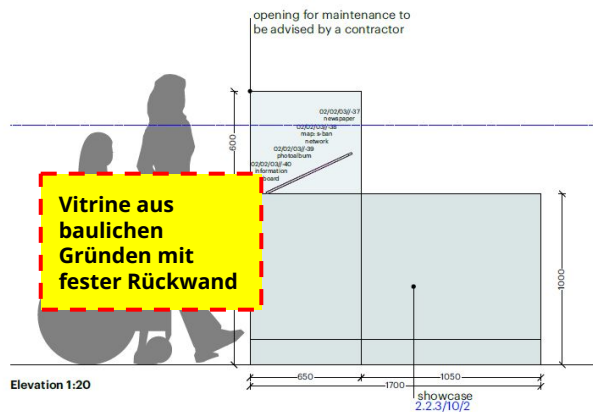 opening for maintenance to
be advised by a contractor
02/02/03//-37
newspaper
02/02/03//-38
map: s-ban
network
02/02/03//-39
photoalbum
02/02/03//-40
information
board
600
Vitrine aus
baulichen
Gründen mit
fester Rückwand
1000
650
1050
1700
Elevation 1:20
showcase
2.2.3/10/2